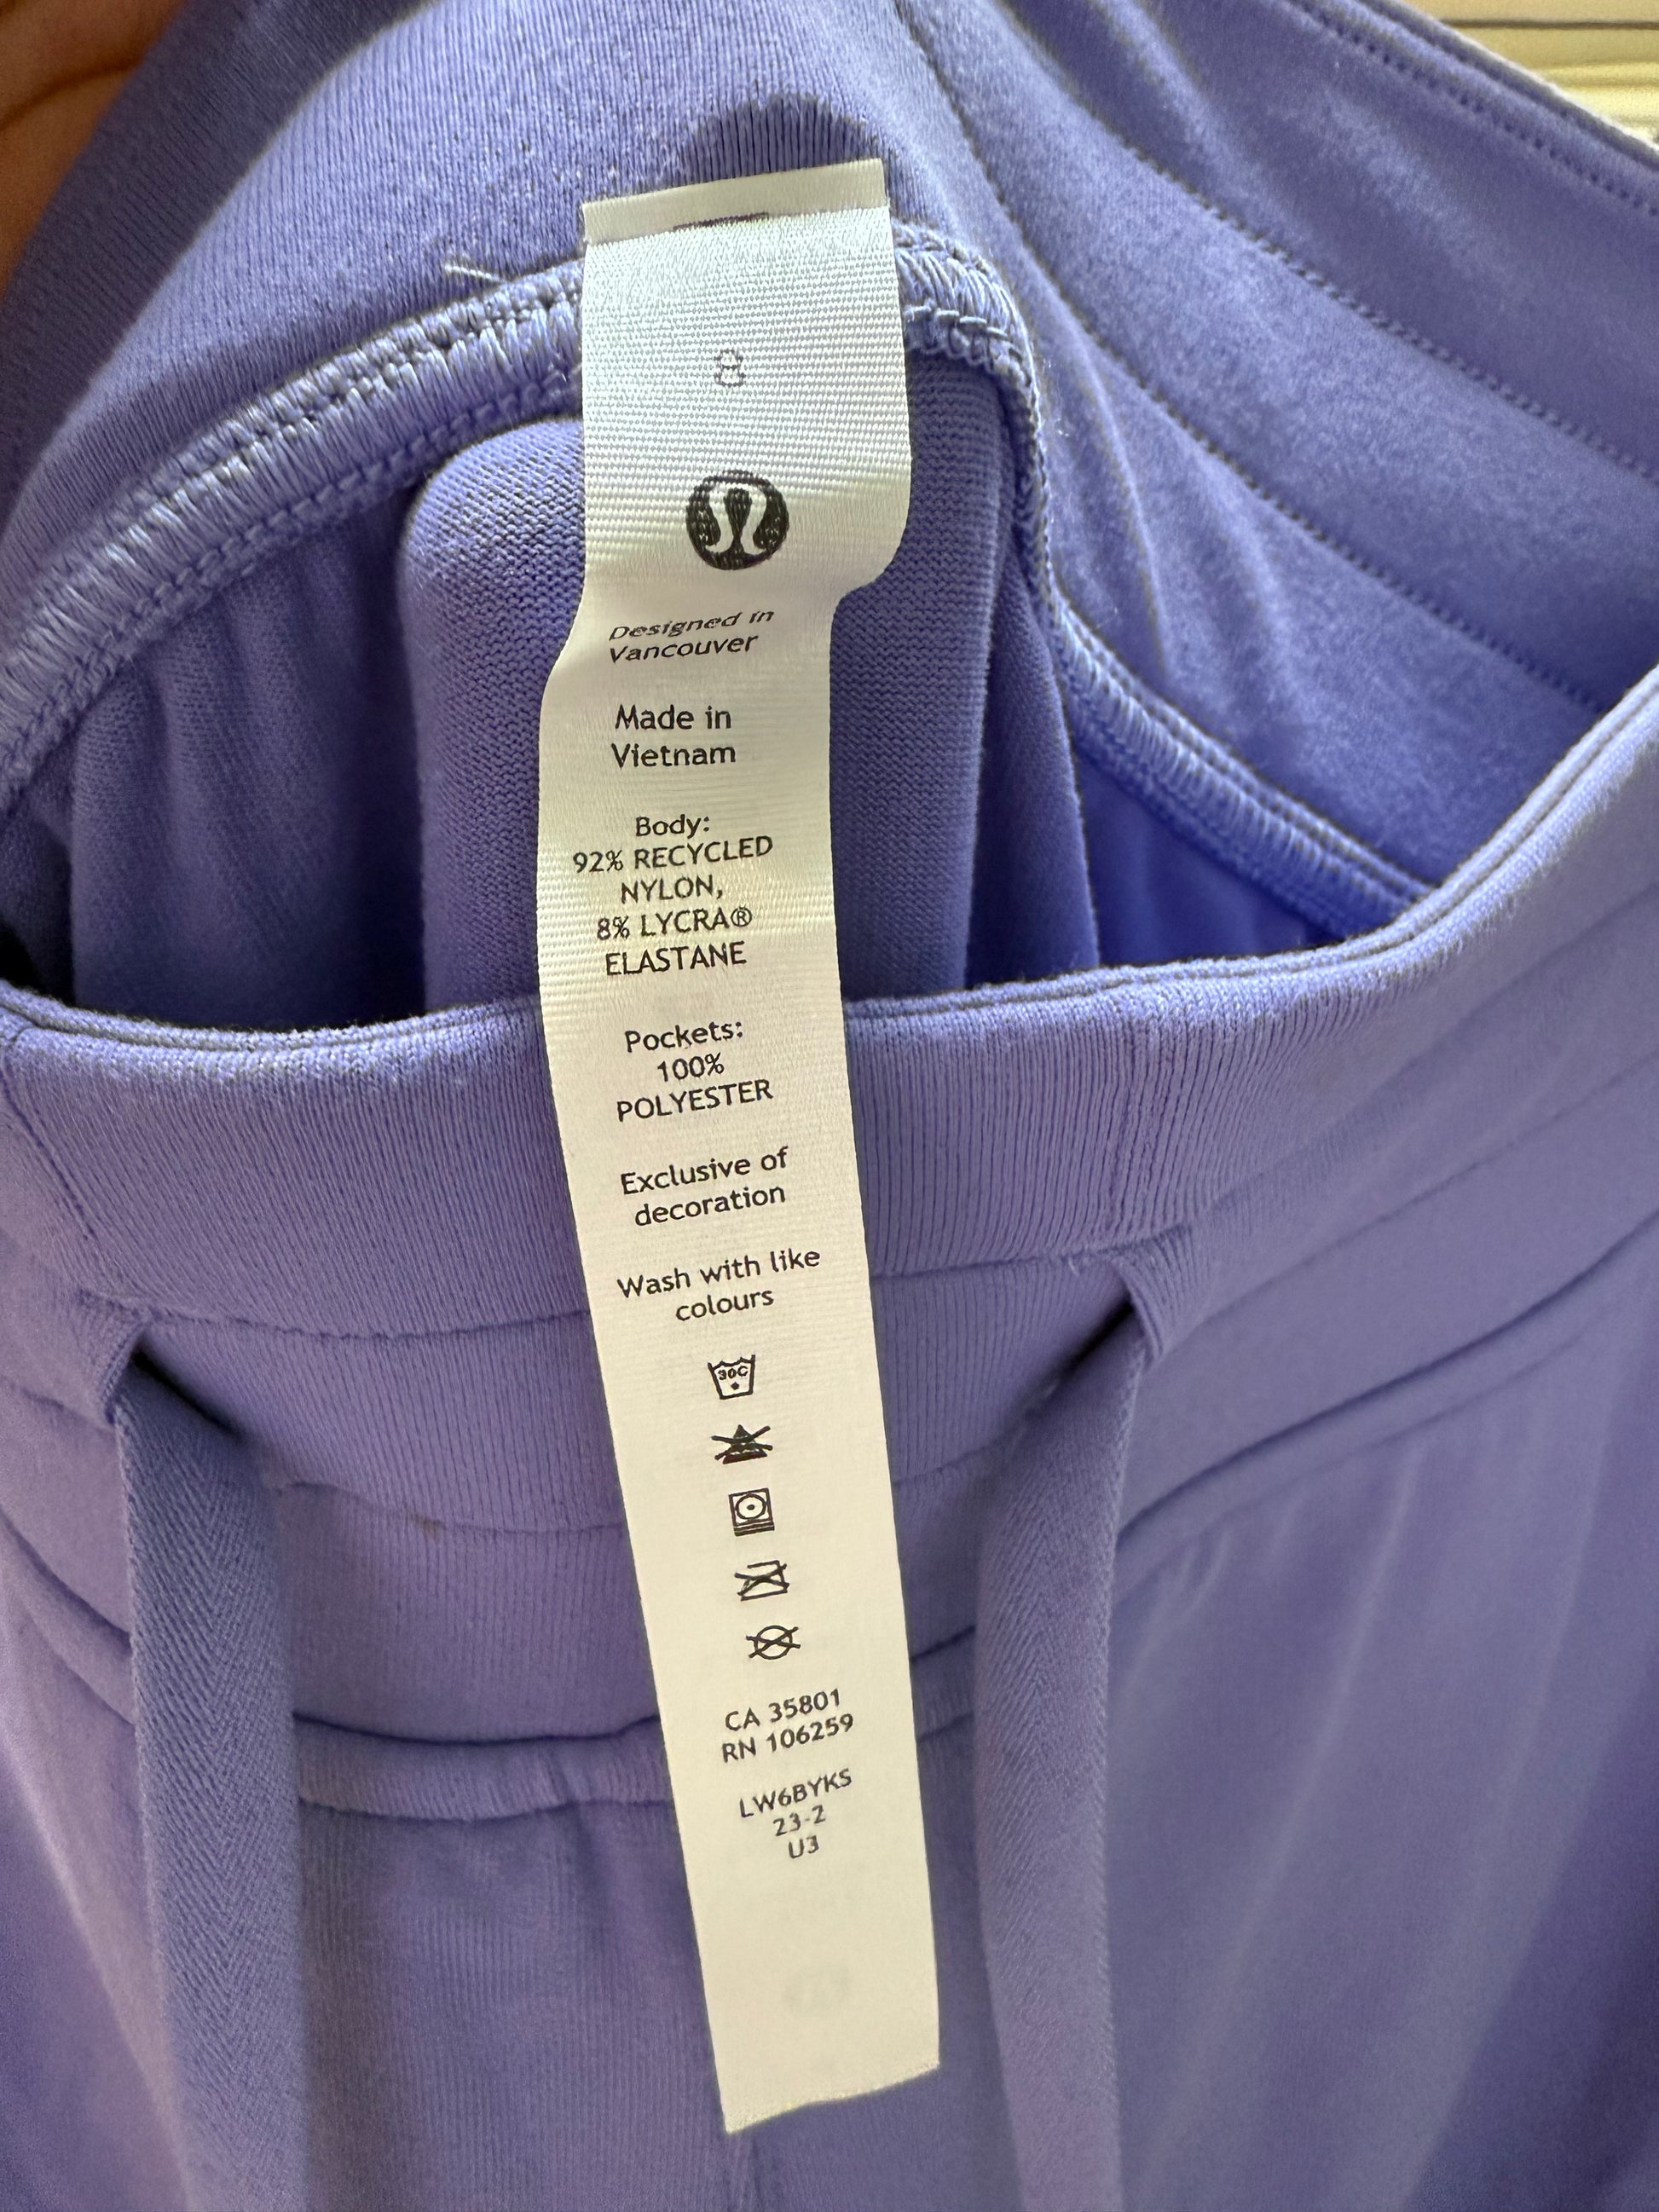 8
Designed in
Vancouver
Made in
Vietnam
Body:
92% RECYCLED
NYLON,
8% LYCRA®
ELASTANE
Pockets:
100%
POLYESTER
Exclusive of
decoration
Wash with like
colours
30C
CA 35801
RN 106259
LW6BYKS
23-2
U3